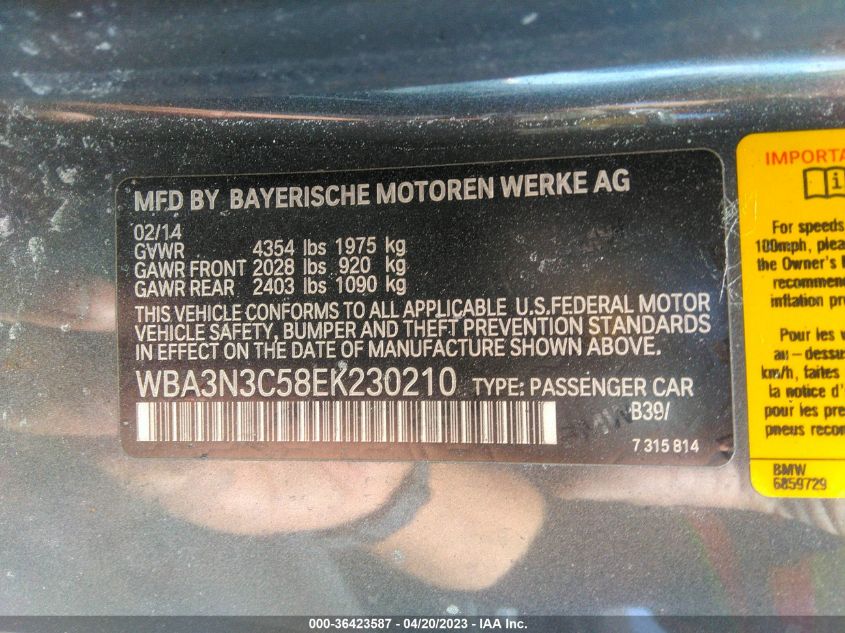 MFD BY BAYERISCHE MOTOREN WERKE AG
02/14
GVWR 4354 lbs 1975 kg
GAWR FRONT 2028 lbs 920 kg
GAWR REAR 2403 lbs 1090 kg
THIS VEHICLE CONFORMS TO ALL APPLICABLE U.S.FEDERAL MOTOR
VEHICLE SAFETY, BUMPER AND THEFT PREVENTION STANDARDS
IN EFFECT ON THE DATE OF MANUFACTURE SHOWN ABOVE.
WBA3N3C58EK230210 TYPE: PASSENGER CAR
B39/
7 315 814
IMPORTA
For speeds
100mph, plea
the Owner's
recommen
inflation pr
Pour les v
au-dessu
km/h, faites
la notice d'
pour les pre
pneus recon
BMW
6859729
000-36423587 - 04/20/2023 - IAA Inc.